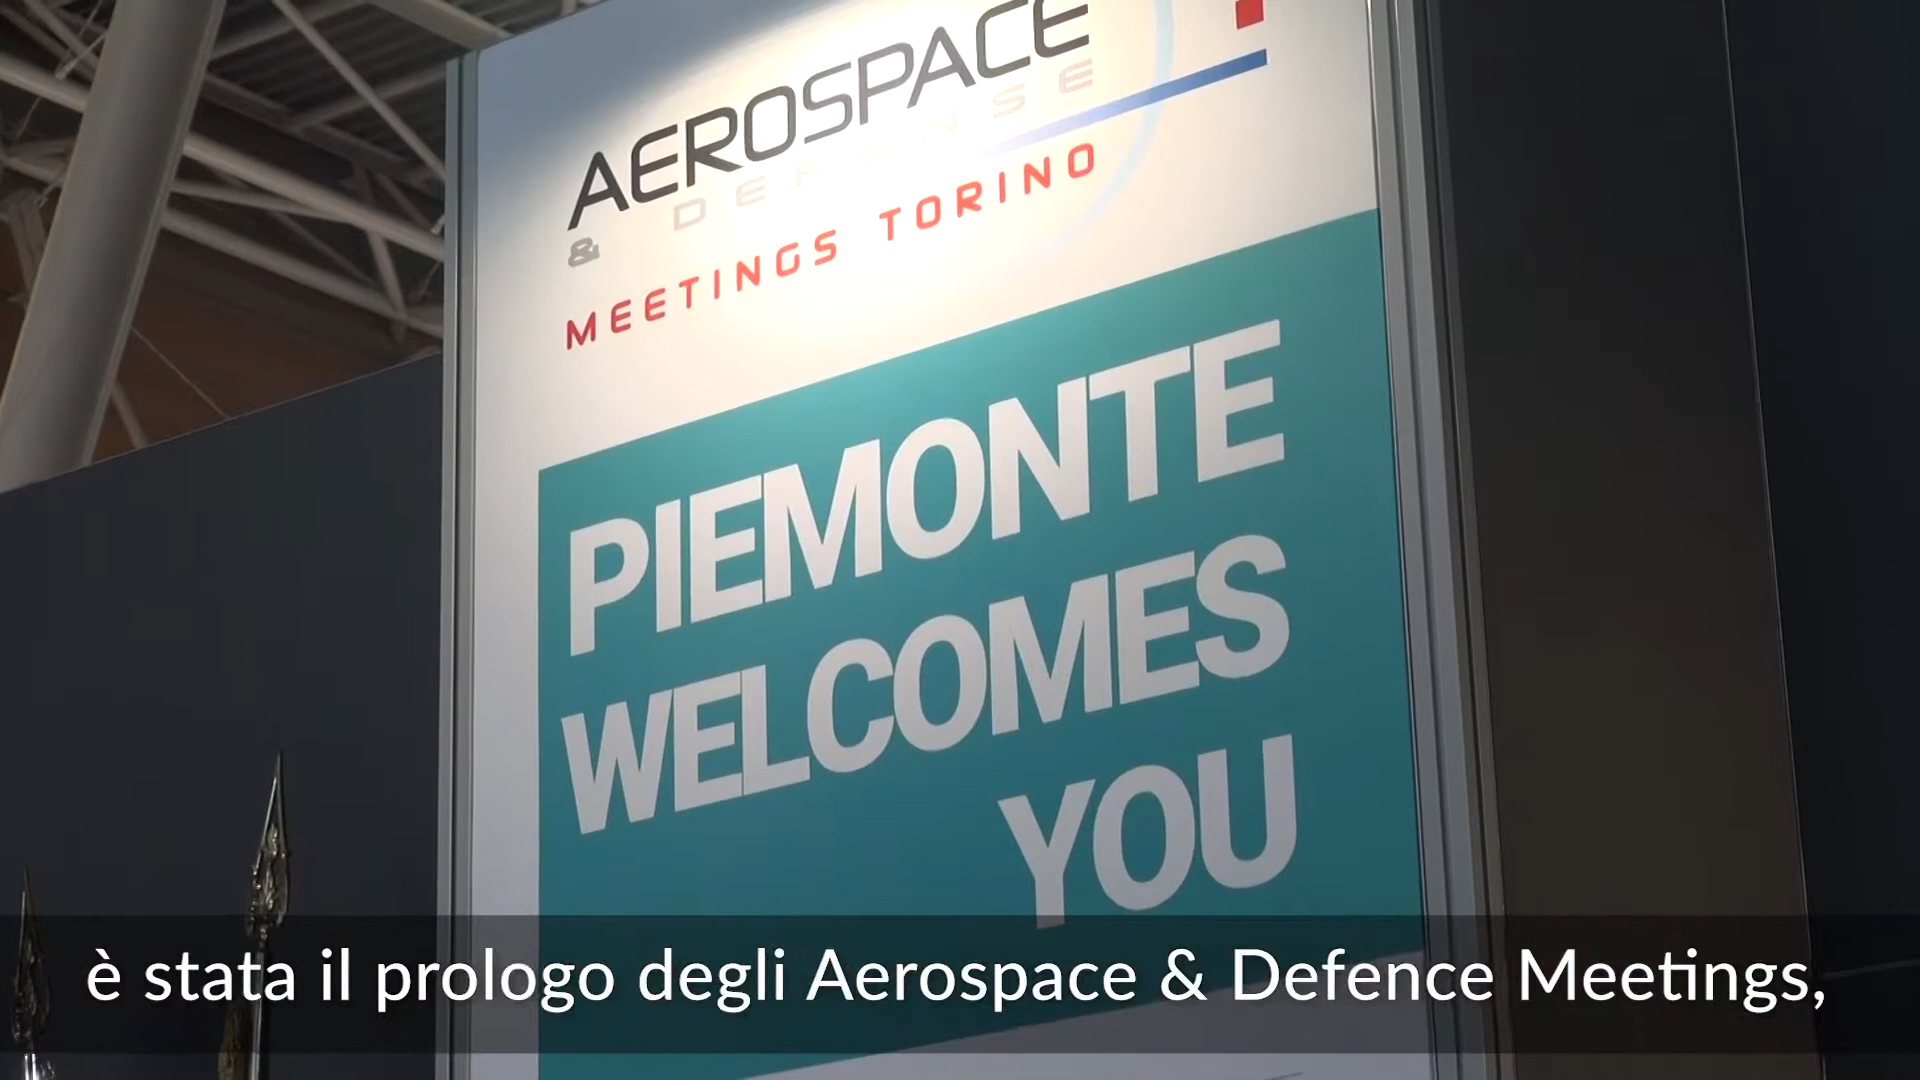 AEROSPACE
& DEFENSE
MEETINGS TORINO
PIEMONTE
WELCOMES
YOU
è stata il prologo degli Aerospace & Defence Meetings,